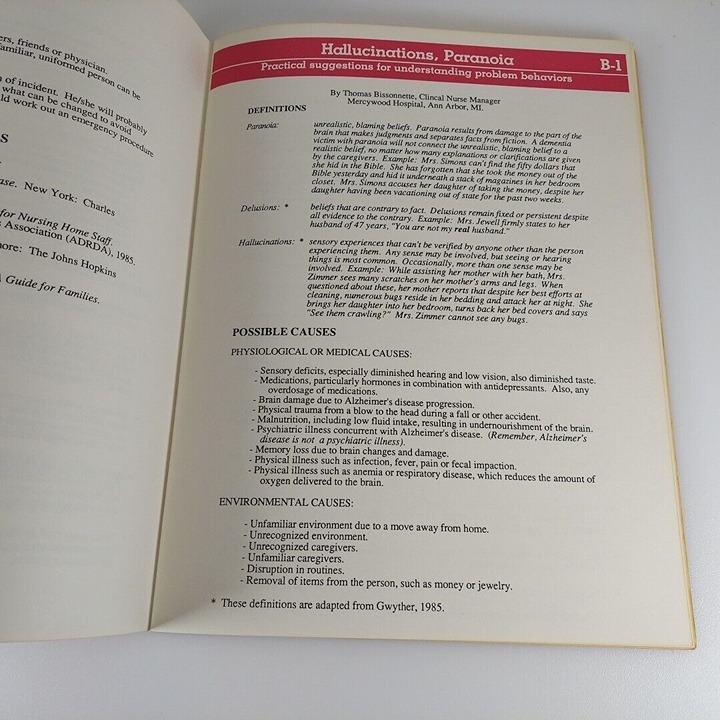 ers, friends or physician.
amiliar, uniformed person can be
n of incident. He/she will probably
what can be changed to avoid
ld work out an emergency procedure
S
ase. New York: Charles
for Nursing Home Staff.
s Association (ADRDA), 1985.
more: The Johns Hopkins
A Guide for Families.
Hallucinations, Paranoia
B-1
Practical suggestions for understanding problem behaviors
By Thomas Bissonnette, Clincal Nurse Manager
Mercywood Hospital, Ann Arbor, MI.
DEFINITIONS
Paranoia: unrealistic, blaming beliefs. Paranoia results from damage to the part of the
brain that makes judgments and separates facts from fiction. A dementia
victim with paranoia will not connect the unrealistic, blaming belief to a
realistic belief, no matter how many explanations or clarifications are given
by the caregivers. Example: Mrs. Simons can't find the fifty dollars that
she hid in the Bible. She has forgotten that she took the money out of the
Bible yesterday and hid it underneath a stack of magazines in her bedroom
closet. Mrs. Simons accuses her daughter of taking the money, despite her
daughter having been vacationing out of state for the past two weeks.
Delusions: * beliefs that are contrary to fact. Delusions remain fixed or persistent despite
all evidence to the contrary. Example: Mrs. Jewell firmly states to her
husband of 47 years, "You are not my real husband."
Hallucinations: * sensory experiences that can't be verified by anyone other than the person
experiencing them. Any sense may be involved, but seeing or hearing
things is most common. Occasionally, more than one sense may be
involved. Example: While assisting her mother with her bath, Mrs.
Zimmer sees many scratches on her mother's arms and legs. When
questioned about these, her mother reports that despite her best efforts at
cleaning, numerous bugs reside in her bedding and attack her at night. She
brings her daughter into her bedroom, turns back her bed covers and says
"See them crawling?" Mrs. Zimmer cannot see any bugs.
POSSIBLE CAUSES
PHYSIOLOGICAL OR MEDICAL CAUSES:
- Sensory deficits, especially diminished hearing and low vision, also diminished taste.
- Medications, particularly hormones in combination with antidepressants. Also, any
overdosage of medications.
- Brain damage due to Alzheimer's disease progression.
- Physical trauma from a blow to the head during a fall or other accident.
- Malnutrition, including low fluid intake, resulting in undernourishment of the brain.
- Psychiatric illness concurrent with Alzheimer's disease. (Remember, Alzheimer's
disease is not a psychiatric illness).
- Memory loss due to brain changes and damage.
- Physical illness such as infection, fever, pain or fecal impaction.
- Physical illness such as anemia or respiratory disease, which reduces the amount of
oxygen delivered to the brain.
ENVIRONMENTAL CAUSES:
- Unfamiliar environment due to a move away from home.
- Unrecognized environment.
- Unrecognized caregivers.
- Unfamiliar caregivers.
- Disruption in routines.
- Removal of items from the person, such as money or jewelry.
* These definitions are adapted from Gwyther, 1985.